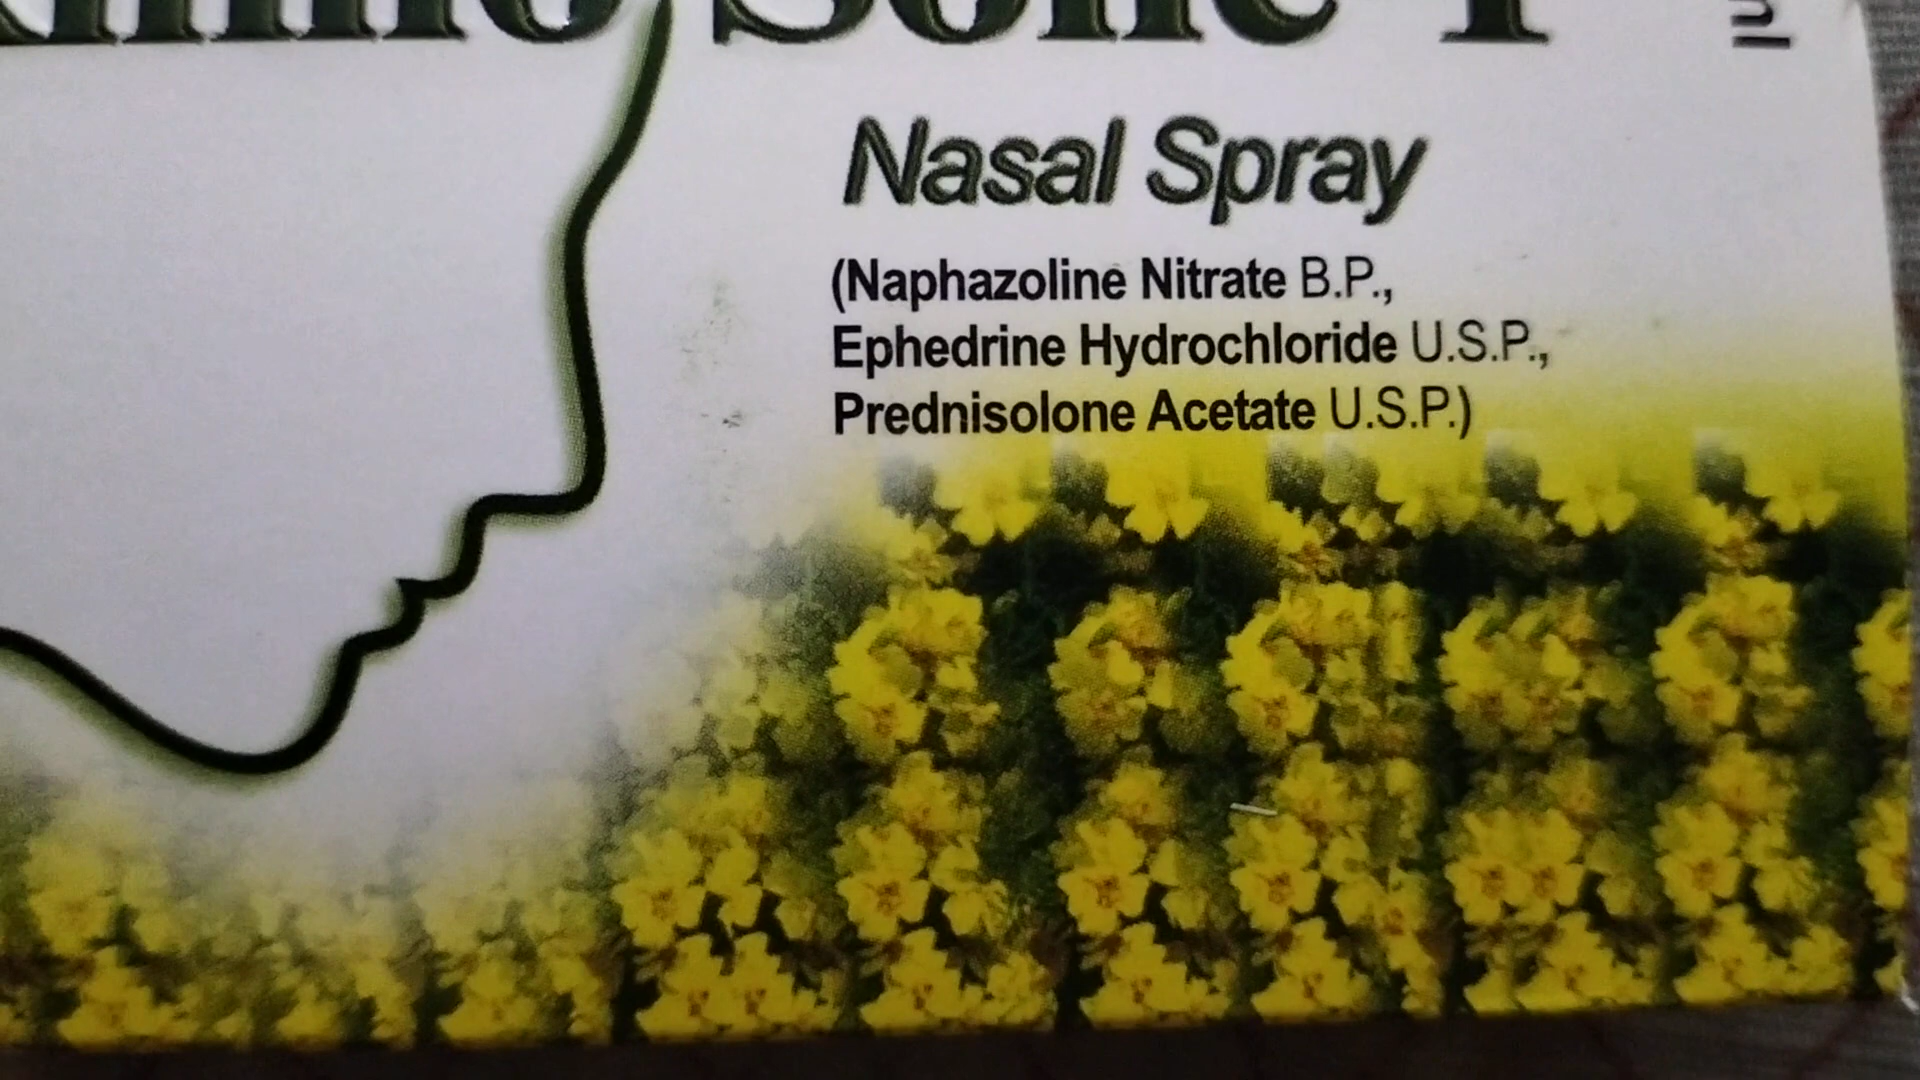 Nasal Spray
(Naphazoline Nitrate B.P.,
Ephedrine Hydrochloride U.S.P.,
Prednisolone Acetate U.S.P.)